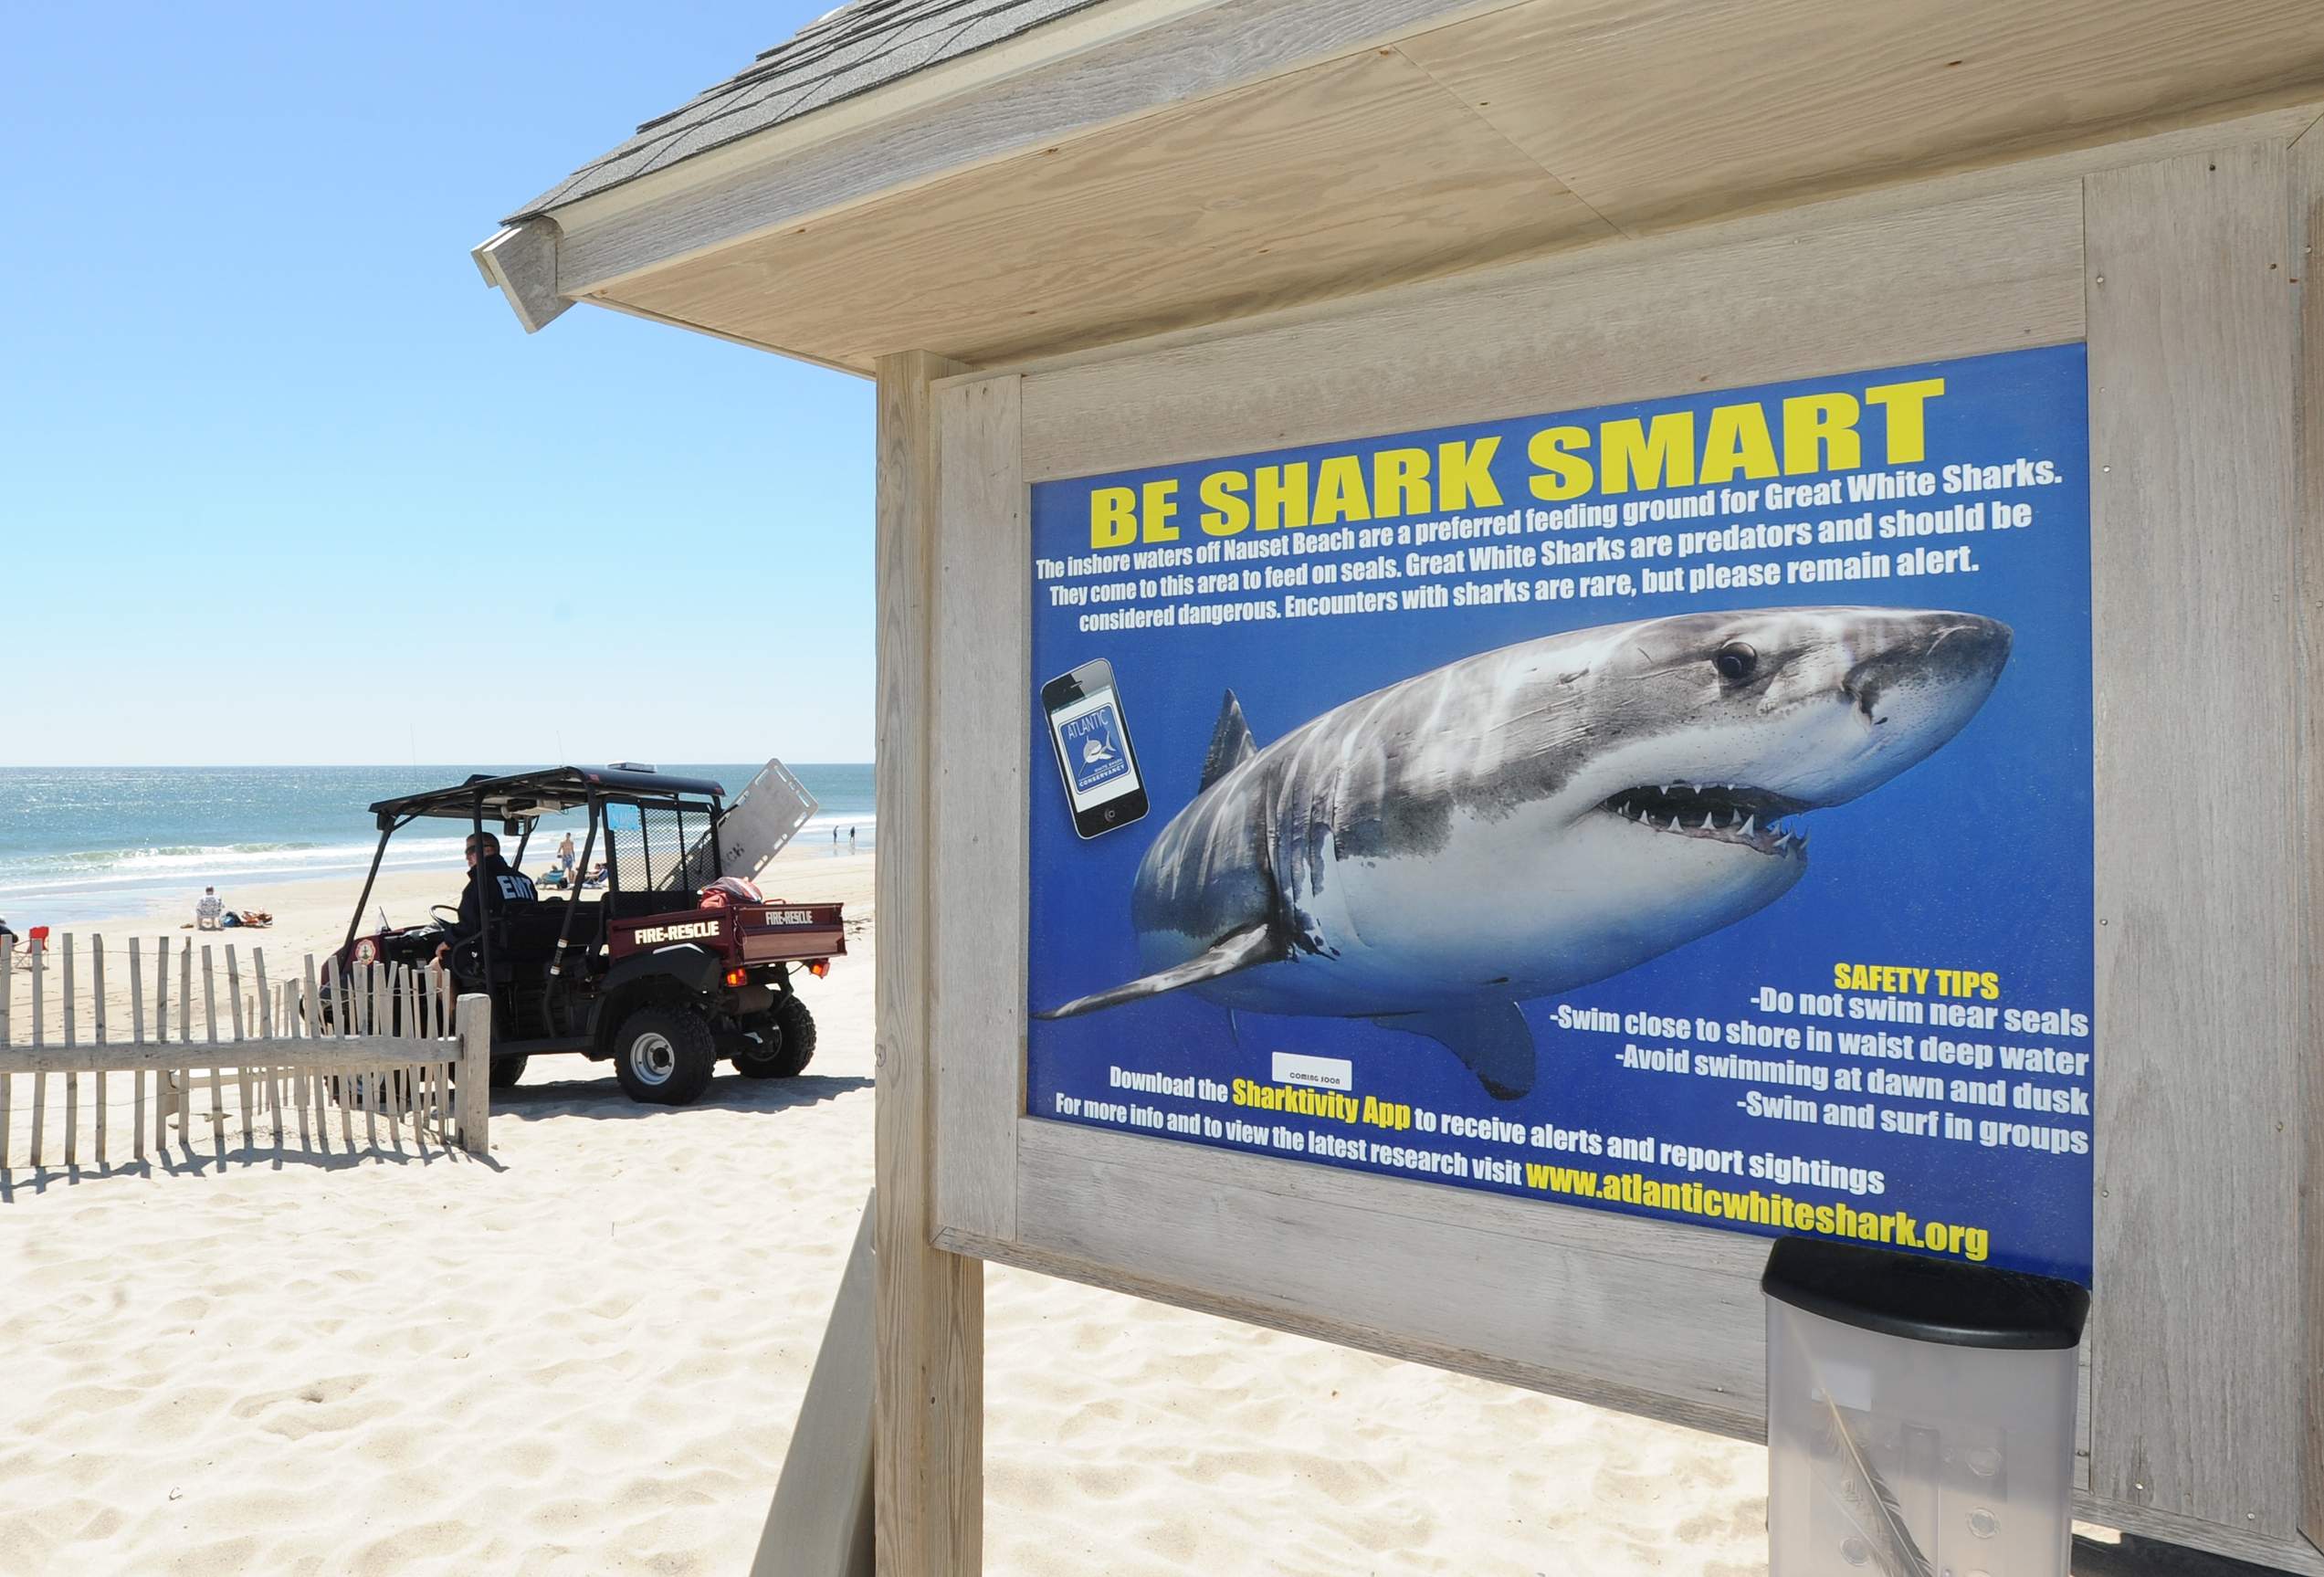 BE SHARK SMART
The inshore waters off Nauset Beach are a preferred feeding ground for Great White Sharks.
They come to this area to feed on seals. Great White Sharks are predators and should be
considered dangerous. Encounters with sharks are rare, but please remain alert.
ATLANTIC
WHITE SHARK
CONSERVANCY
SAFETY TIPS
-Do not swim near seals
-Swim close to shore in waist deep water
-Avoid swimming at dawn and dusk
-Swim and surf in groups
COMING SOON
Download the Sharktivity App to receive alerts and report sightings
For more info and to view the latest research visit www.atlanticwhiteshark.org
EMT
FIRE-RESCUE
FIRE-RESCUE